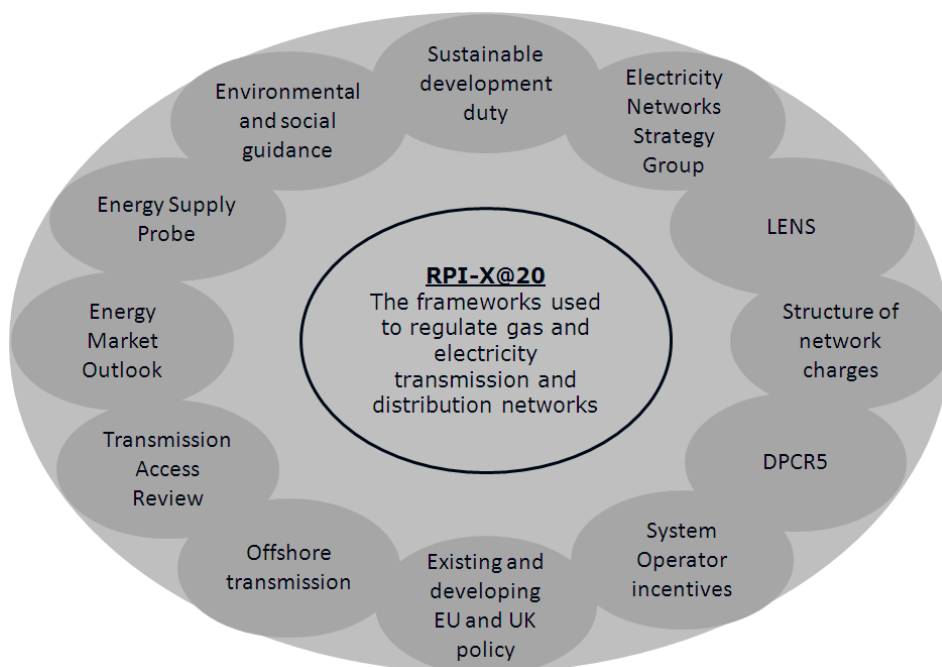 Sustainable
development
duty
Electricity
Networks
Strategy
Group
LENS
Structure of
network
charges
DPCR5
System
Operator
incentives
Existing and
developing
EU and UK
policy
Offshore
transmission
Transmission
Access
Review
Energy
Market
Outlook
Energy Supply
Probe
Environmental
and social
guidance
RPI-X@20
The frameworks used
to regulate gas and
electricity
transmission and
distribution networks